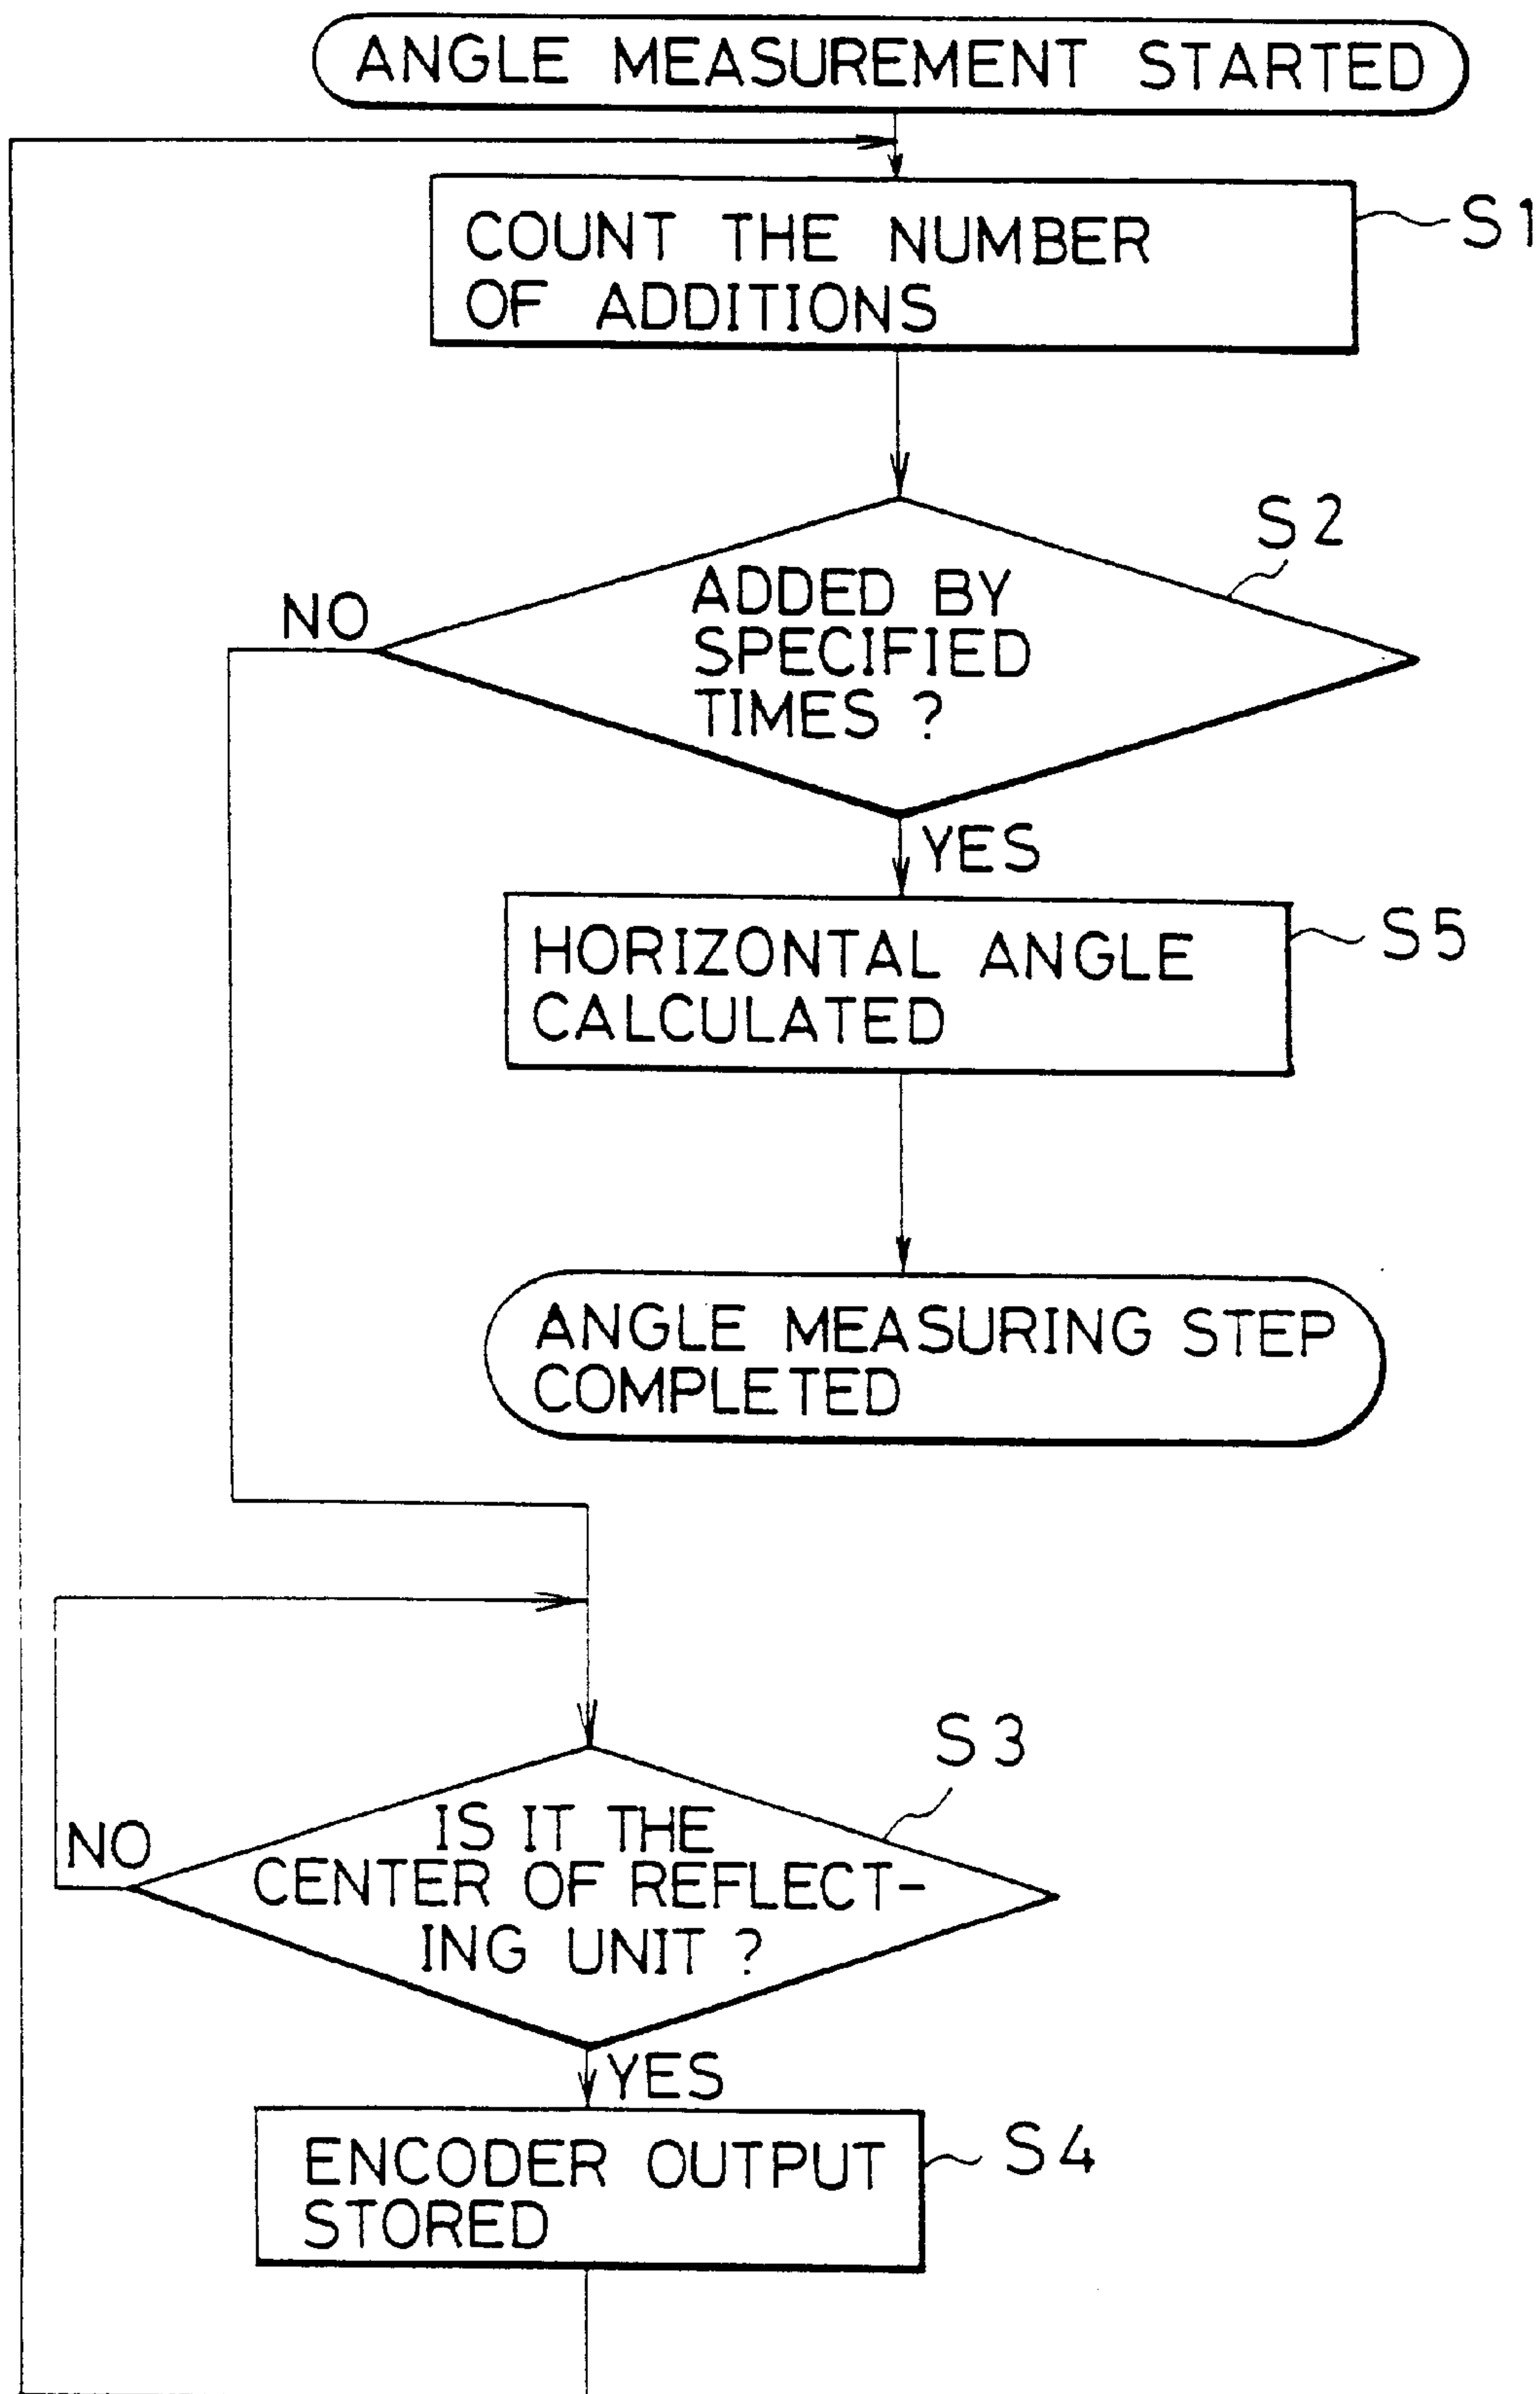 ANGLE MEASUREMENT STARTED
COUNT THE NUMBER
OF ADDITIONS
S1
S2
NO
ADDED BY
SPECIFIED
TIMES ?
YES
HORIZONTAL ANGLE
CALCULATED
S5
ANGLE MEASURING STEP
COMPLETED
S3
NO
IS IT THE
CENTER OF REFLECT-
ING UNIT ?
YES
ENCODER OUTPUT
STORED
S4